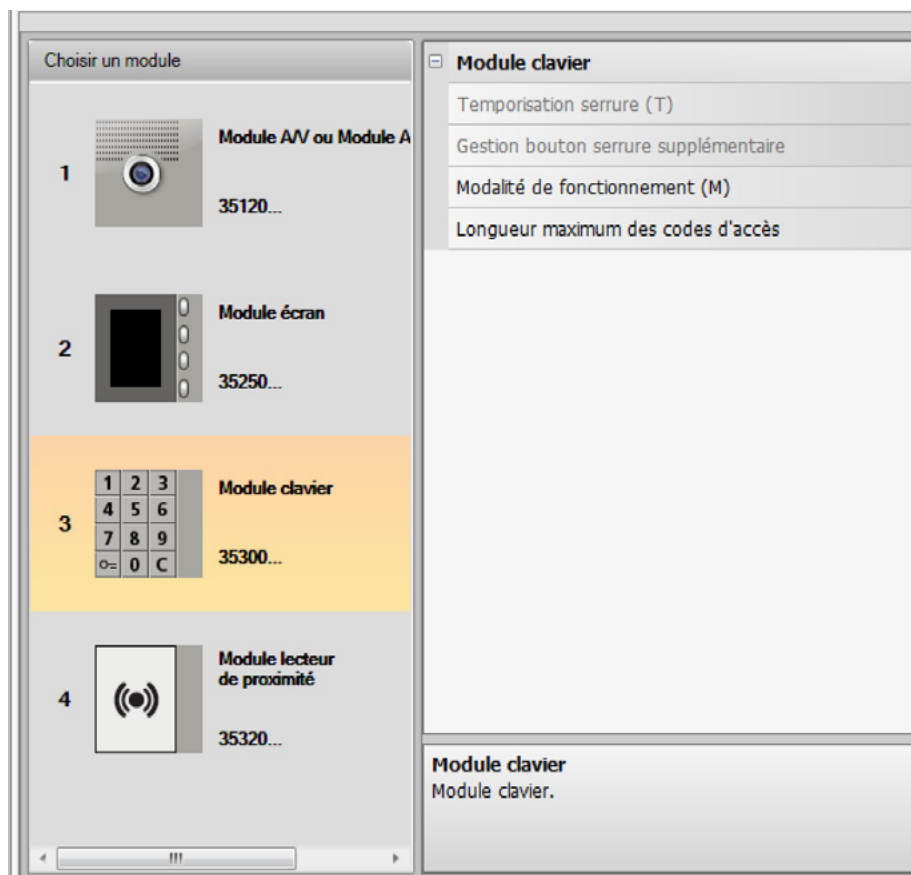 Choisir un module
1
Module A/V ou Module A
35120...
2
Module écran
35250...
3
1 2 3
4 5 6
7 8 9
0 C
Module clavier
35300...
4
Module lecteur
de proximité
35320...
Module clavier
Temporisation serrure (T)
Gestion bouton serrure supplémentaire
Modalité de fonctionnement (M)
Longueur maximum des codes d'accès
Module clavier
Module clavier.